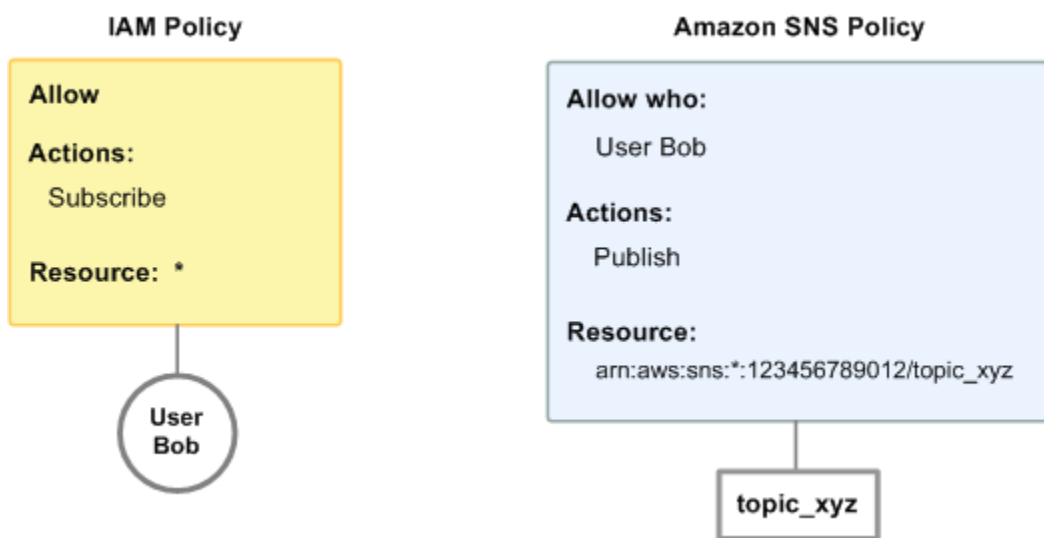 IAM Policy
Allow
Actions:
Subscribe
Resource: *
User
Bob
Amazon SNS Policy
Allow who:
User Bob
Actions:
Publish
Resource:
arn:aws:sns:*:123456789012/topic_xyz
topic_xyz